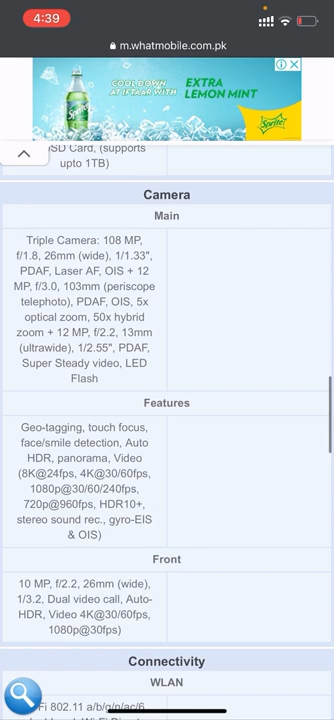 4:39
m.whatmobile.com.pk
COOL DOWN
AT IFTAAR WITH
EXTRA
LEMON MINT
Sprite
Sprite
SD Card, (supports
upto 1TB)
Camera
Main
Triple Camera: 108 MP,
f/1.8, 26mm (wide), 1/1.33",
PDAF, Laser AF, OIS + 12
MP, f/3.0, 103mm (periscope
telephoto), PDAF, OIS, 5x
optical zoom, 50x hybrid
zoom + 12 MP, f/2.2, 13mm
(ultrawide), 1/2.55", PDAF,
Super Steady video, LED
Flash
Features
Geo-tagging, touch focus,
face/smile detection, Auto
HDR, panorama, Video
(8K@24fps, 4K@30/60fps,
1080p@30/60/240fps,
720p@960fps, HDR10+,
stereo sound rec., gyro-EIS
& OIS)
Front
10 MP, f/2.2, 26mm (wide),
1/3.2, Dual video call, Auto-
HDR, Video 4K@30/60fps,
1080p@30fps)
Connectivity
WLAN
802.11 a/b/g/n/ac/6